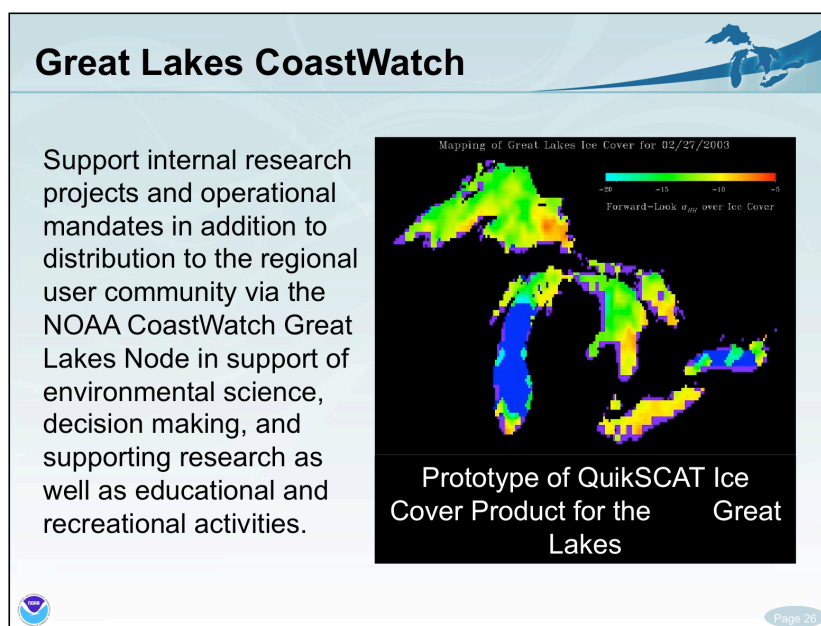 Great Lakes CoastWatch
Support internal research
projects and operational
mandates in addition to
distribution to the regional
user community via the
NOAA CoastWatch Great
Lakes Node in support of
environmental science,
decision making, and
supporting research as
well as educational and
recreational activities.
Mapping of Great Lakes Ice Cover for 02/27/2003
-20 -15 -10 -5
Forward-Look σHH over Ice Cover
Prototype of QuikSCAT Ice
Cover Product for the Great
Lakes
NOAA
Page 26